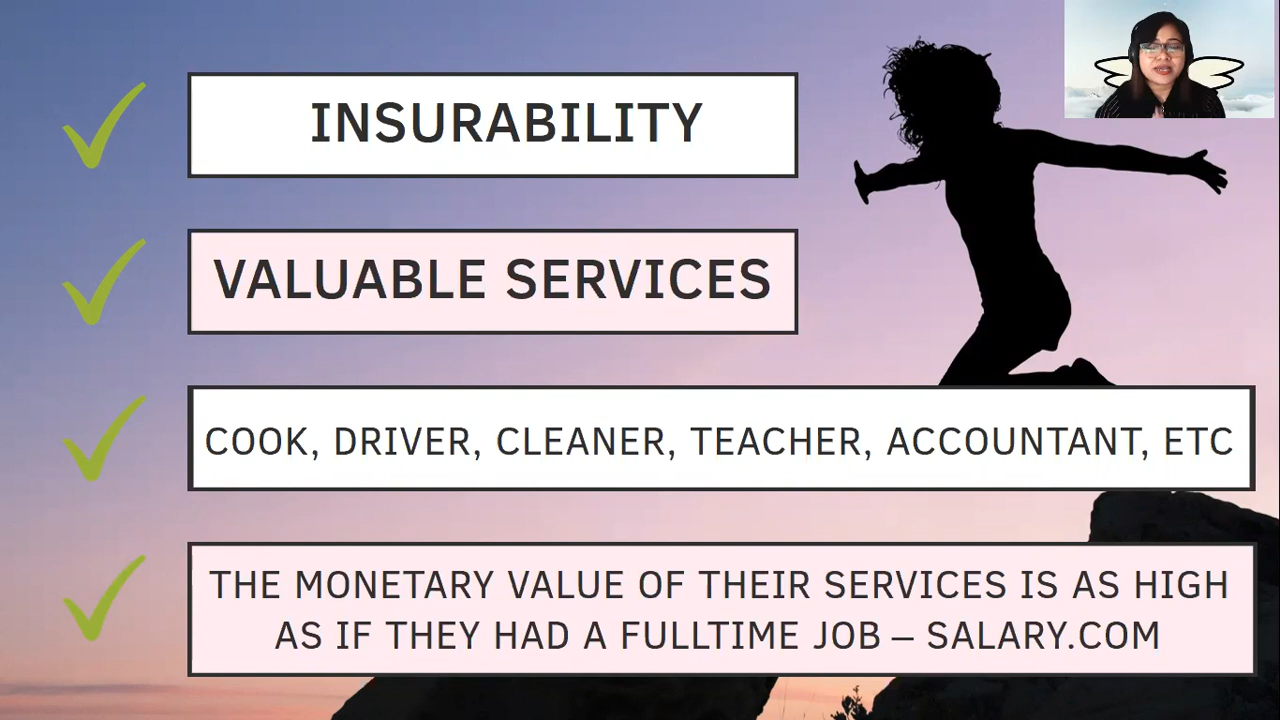 INSURABILITY
VALUABLE SERVICES
COOK, DRIVER, CLEANER, TEACHER, ACCOUNTANT, ETC
THE MONETARY VALUE OF THEIR SERVICES IS AS HIGH
AS IF THEY HAD A FULLTIME JOB – SALARY.COM